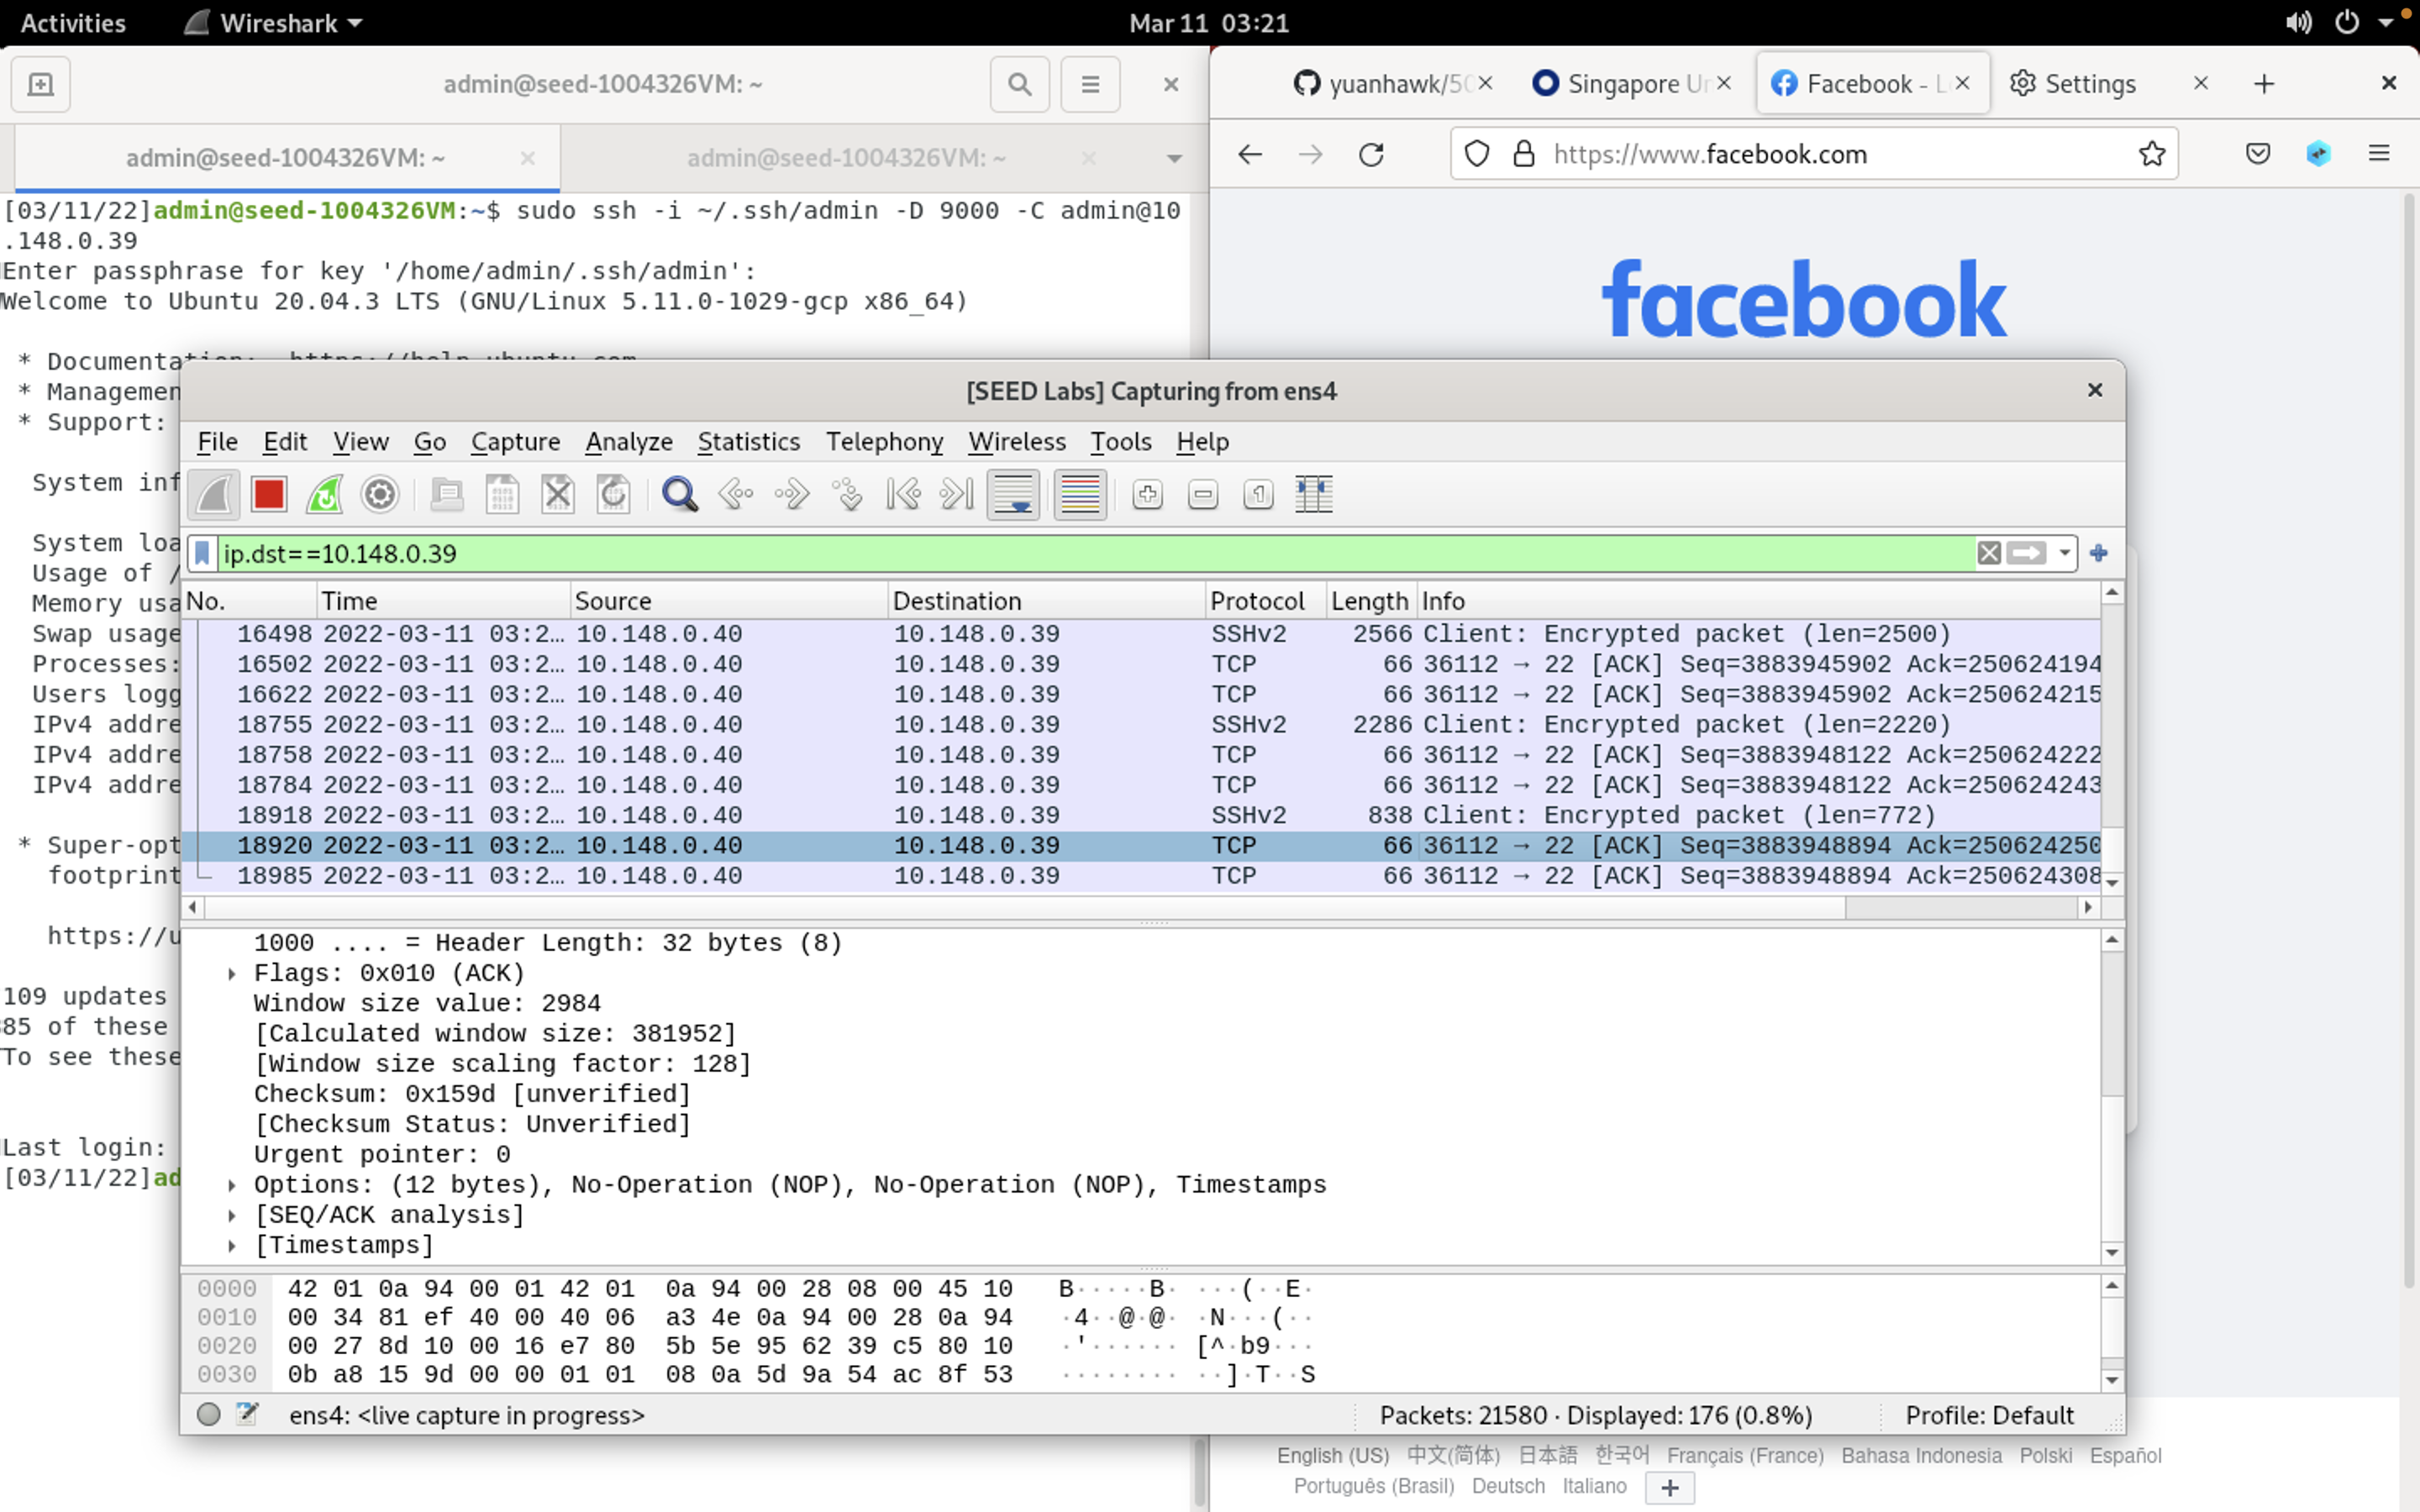 Activities Wireshark Mar 11 03:21
admin@seed-1004326VM: ~
admin@seed-1004326VM: ~ admin@seed-1004326VM: ~
[03/11/22]admin@seed-1004326VM:~$ sudo ssh -i ~/.ssh/admin -D 9000 -C admin@10
.148.0.39
Enter passphrase for key '/home/admin/.ssh/admin':
Welcome to Ubuntu 20.04.3 LTS (GNU/Linux 5.11.0-1029-gcp x86_64)
* Documentation: https://help.ubuntu.com
* Managemen
* Support:
System inf
System loa
Usage of /
Memory usa
Swap usage
Processes:
Users logg
IPv4 addre
IPv4 addre
IPv4 addre
* Super-opt
footprint
https://u
109 updates
85 of these
To see these
Last login:
[03/11/22]ad
yuanhawk/50 Singapore Un Facebook - L Settings
https://www.facebook.com
facebook
[SEED Labs] Capturing from ens4
File Edit View Go Capture Analyze Statistics Telephony Wireless Tools Help
ip.dst==10.148.0.39
No. Time Source Destination Protocol Length Info
16498 2022-03-11 03:2… 10.148.0.40 10.148.0.39 SSHv2 2566 Client: Encrypted packet (len=2500)
16502 2022-03-11 03:2… 10.148.0.40 10.148.0.39 TCP 66 36112 → 22 [ACK] Seq=3883945902 Ack=250624194
16622 2022-03-11 03:2… 10.148.0.40 10.148.0.39 TCP 66 36112 → 22 [ACK] Seq=3883945902 Ack=250624215
18755 2022-03-11 03:2… 10.148.0.40 10.148.0.39 SSHv2 2286 Client: Encrypted packet (len=2220)
18758 2022-03-11 03:2… 10.148.0.40 10.148.0.39 TCP 66 36112 → 22 [ACK] Seq=3883948122 Ack=250624222
18784 2022-03-11 03:2… 10.148.0.40 10.148.0.39 TCP 66 36112 → 22 [ACK] Seq=3883948122 Ack=250624243
18918 2022-03-11 03:2… 10.148.0.40 10.148.0.39 SSHv2 838 Client: Encrypted packet (len=772)
18920 2022-03-11 03:2… 10.148.0.40 10.148.0.39 TCP 66 36112 → 22 [ACK] Seq=3883948894 Ack=250624250
18985 2022-03-11 03:2… 10.148.0.40 10.148.0.39 TCP 66 36112 → 22 [ACK] Seq=3883948894 Ack=250624308
1000 .... = Header Length: 32 bytes (8)
Flags: 0x010 (ACK)
Window size value: 2984
[Calculated window size: 381952]
[Window size scaling factor: 128]
Checksum: 0x159d [unverified]
[Checksum Status: Unverified]
Urgent pointer: 0
Options: (12 bytes), No-Operation (NOP), No-Operation (NOP), Timestamps
[SEQ/ACK analysis]
[Timestamps]
0000 42 01 0a 94 00 01 42 01 0a 94 00 28 08 00 45 10 B·····B· ···(··E·
0010 00 34 81 ef 40 00 40 06 a3 4e 0a 94 00 28 0a 94 ·4··@·@· ·N···(··
0020 00 27 8d 10 00 16 e7 80 5b 5e 95 62 39 c5 80 10 ·'······ [^·b9···
0030 0b a8 15 9d 00 00 01 01 08 0a 5d 9a 54 ac 8f 53 ········ ··]·T··S
ens4: <live capture in progress> Packets: 21580 · Displayed: 176 (0.8%) Profile: Default
English (US) 中文(简体) 日本語 한국어 Français (France) Bahasa Indonesia Polski Español
Português (Brasil) Deutsch Italiano